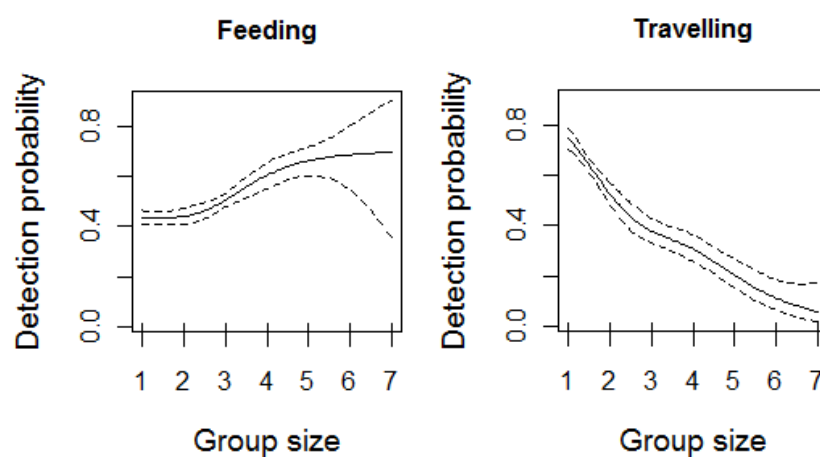 Feeding
Travelling
Detection probability
0.0 0.4 0.8
1 2 3 4 5 6 7
Group size
Detection probability
0.0 0.4 0.8
1 2 3 4 5 6 7
Group size